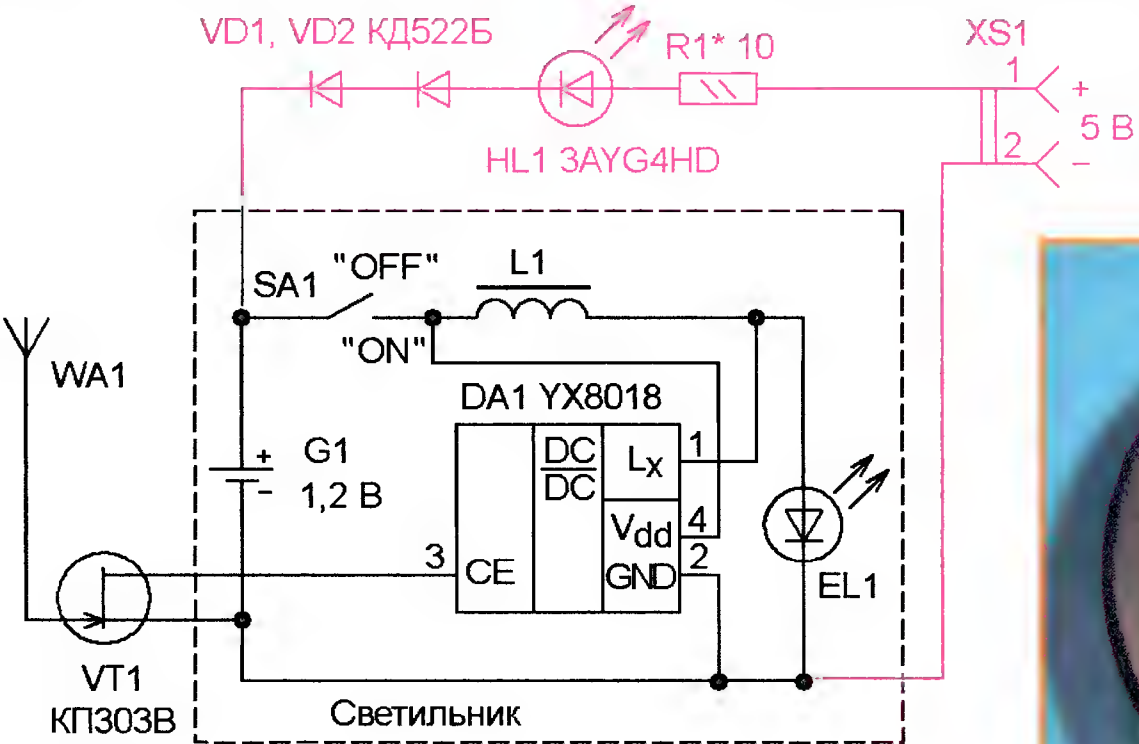 VD1, VD2 КД522Б
R1* 10
XS1
1
+
5 В
2
−
HL1 3AYG4HD
SA1
"OFF"
L1
"ON"
WA1
DA1 YX8018
G1
1,2 В
+
−
DC
DC
LX
1
Vdd
4
3
CE
GND
2
EL1
VT1
КП303В
Светильник